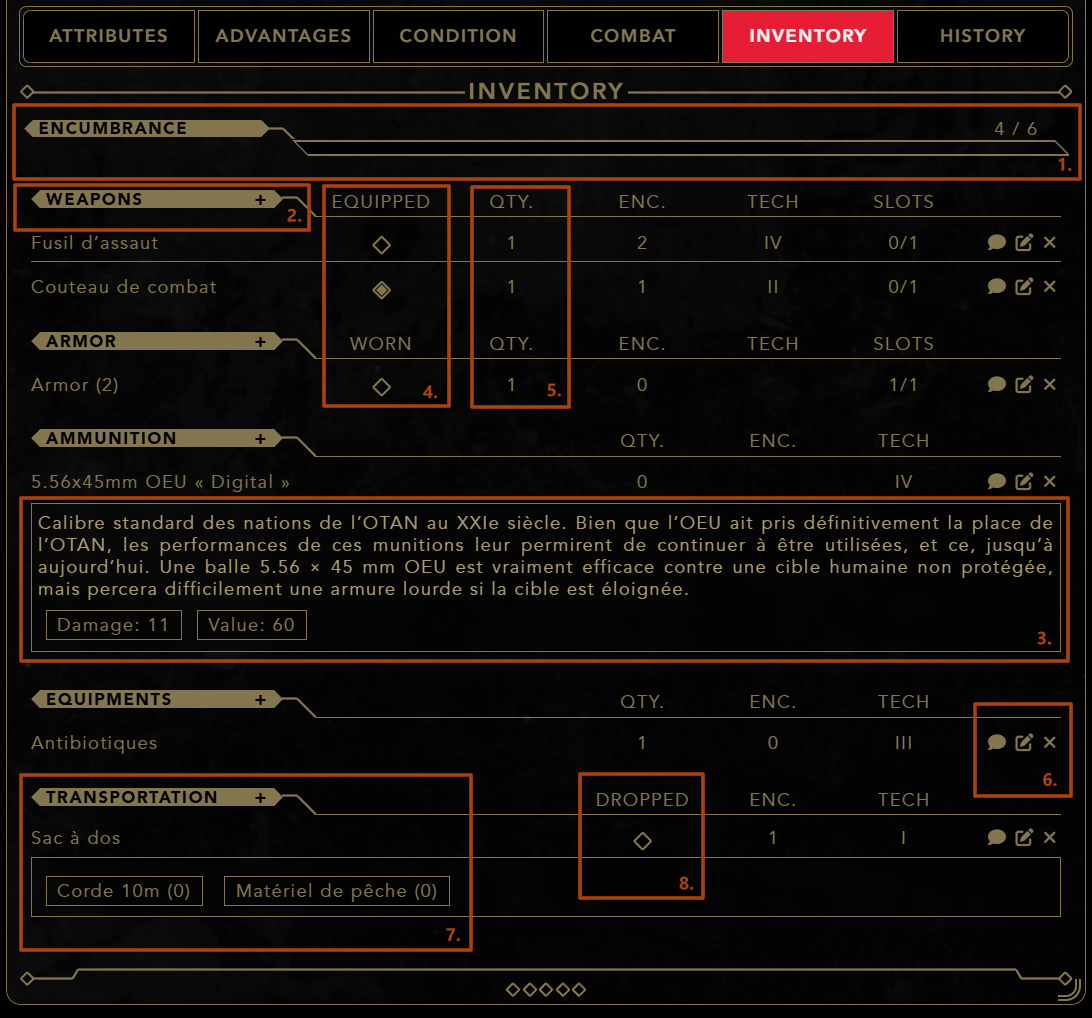 ATTRIBUTES ADVANTAGES CONDITION COMBAT INVENTORY HISTORY
INVENTORY
ENCUMBRANCE 4 / 6
1.
WEAPONS + EQUIPPED QTY. ENC. TECH SLOTS
2.
Fusil d’assaut 1 2 IV 0/1
Couteau de combat 1 1 II 0/1
ARMOR + WORN QTY. ENC. TECH SLOTS
Armor (2) 1 0 1/1
4. 5.
AMMUNITION + QTY. ENC. TECH
5.56x45mm OEU « Digital » 0 IV
Calibre standard des nations de l’OTAN au XXIe siècle. Bien que l’OEU ait pris définitivement la place de
l’OTAN, les performances de ces munitions leur permirent de continuer à être utilisées, et ce, jusqu’à
aujourd’hui. Une balle 5.56 × 45 mm OEU est vraiment efficace contre une cible humaine non protégée,
mais percera difficilement une armure lourde si la cible est éloignée.
Damage: 11 Value: 60
3.
EQUIPMENTS + QTY. ENC. TECH
Antibiotiques 1 0 III
6.
TRANSPORTATION + DROPPED ENC. TECH
Sac à dos 1 I
Corde 10m (0) Matériel de pêche (0)
8.
7.